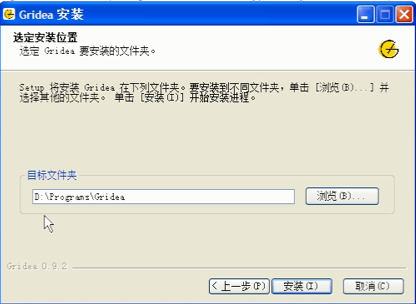 Gridea 安装
选定安装位置
选定 Gridea 要安装的文件夹。
Setup 将安装 Gridea 在下列文件夹。要安装到不同文件夹，单击 [浏览(B)...] 并
选择其他的文件夹。 单击 [安装(I)] 开始安装进程。
目标文件夹
D:\Programs\Gridea
浏览(B)...
Gridea 0.9.2
< 上一步(P)
安装(I)
取消(C)